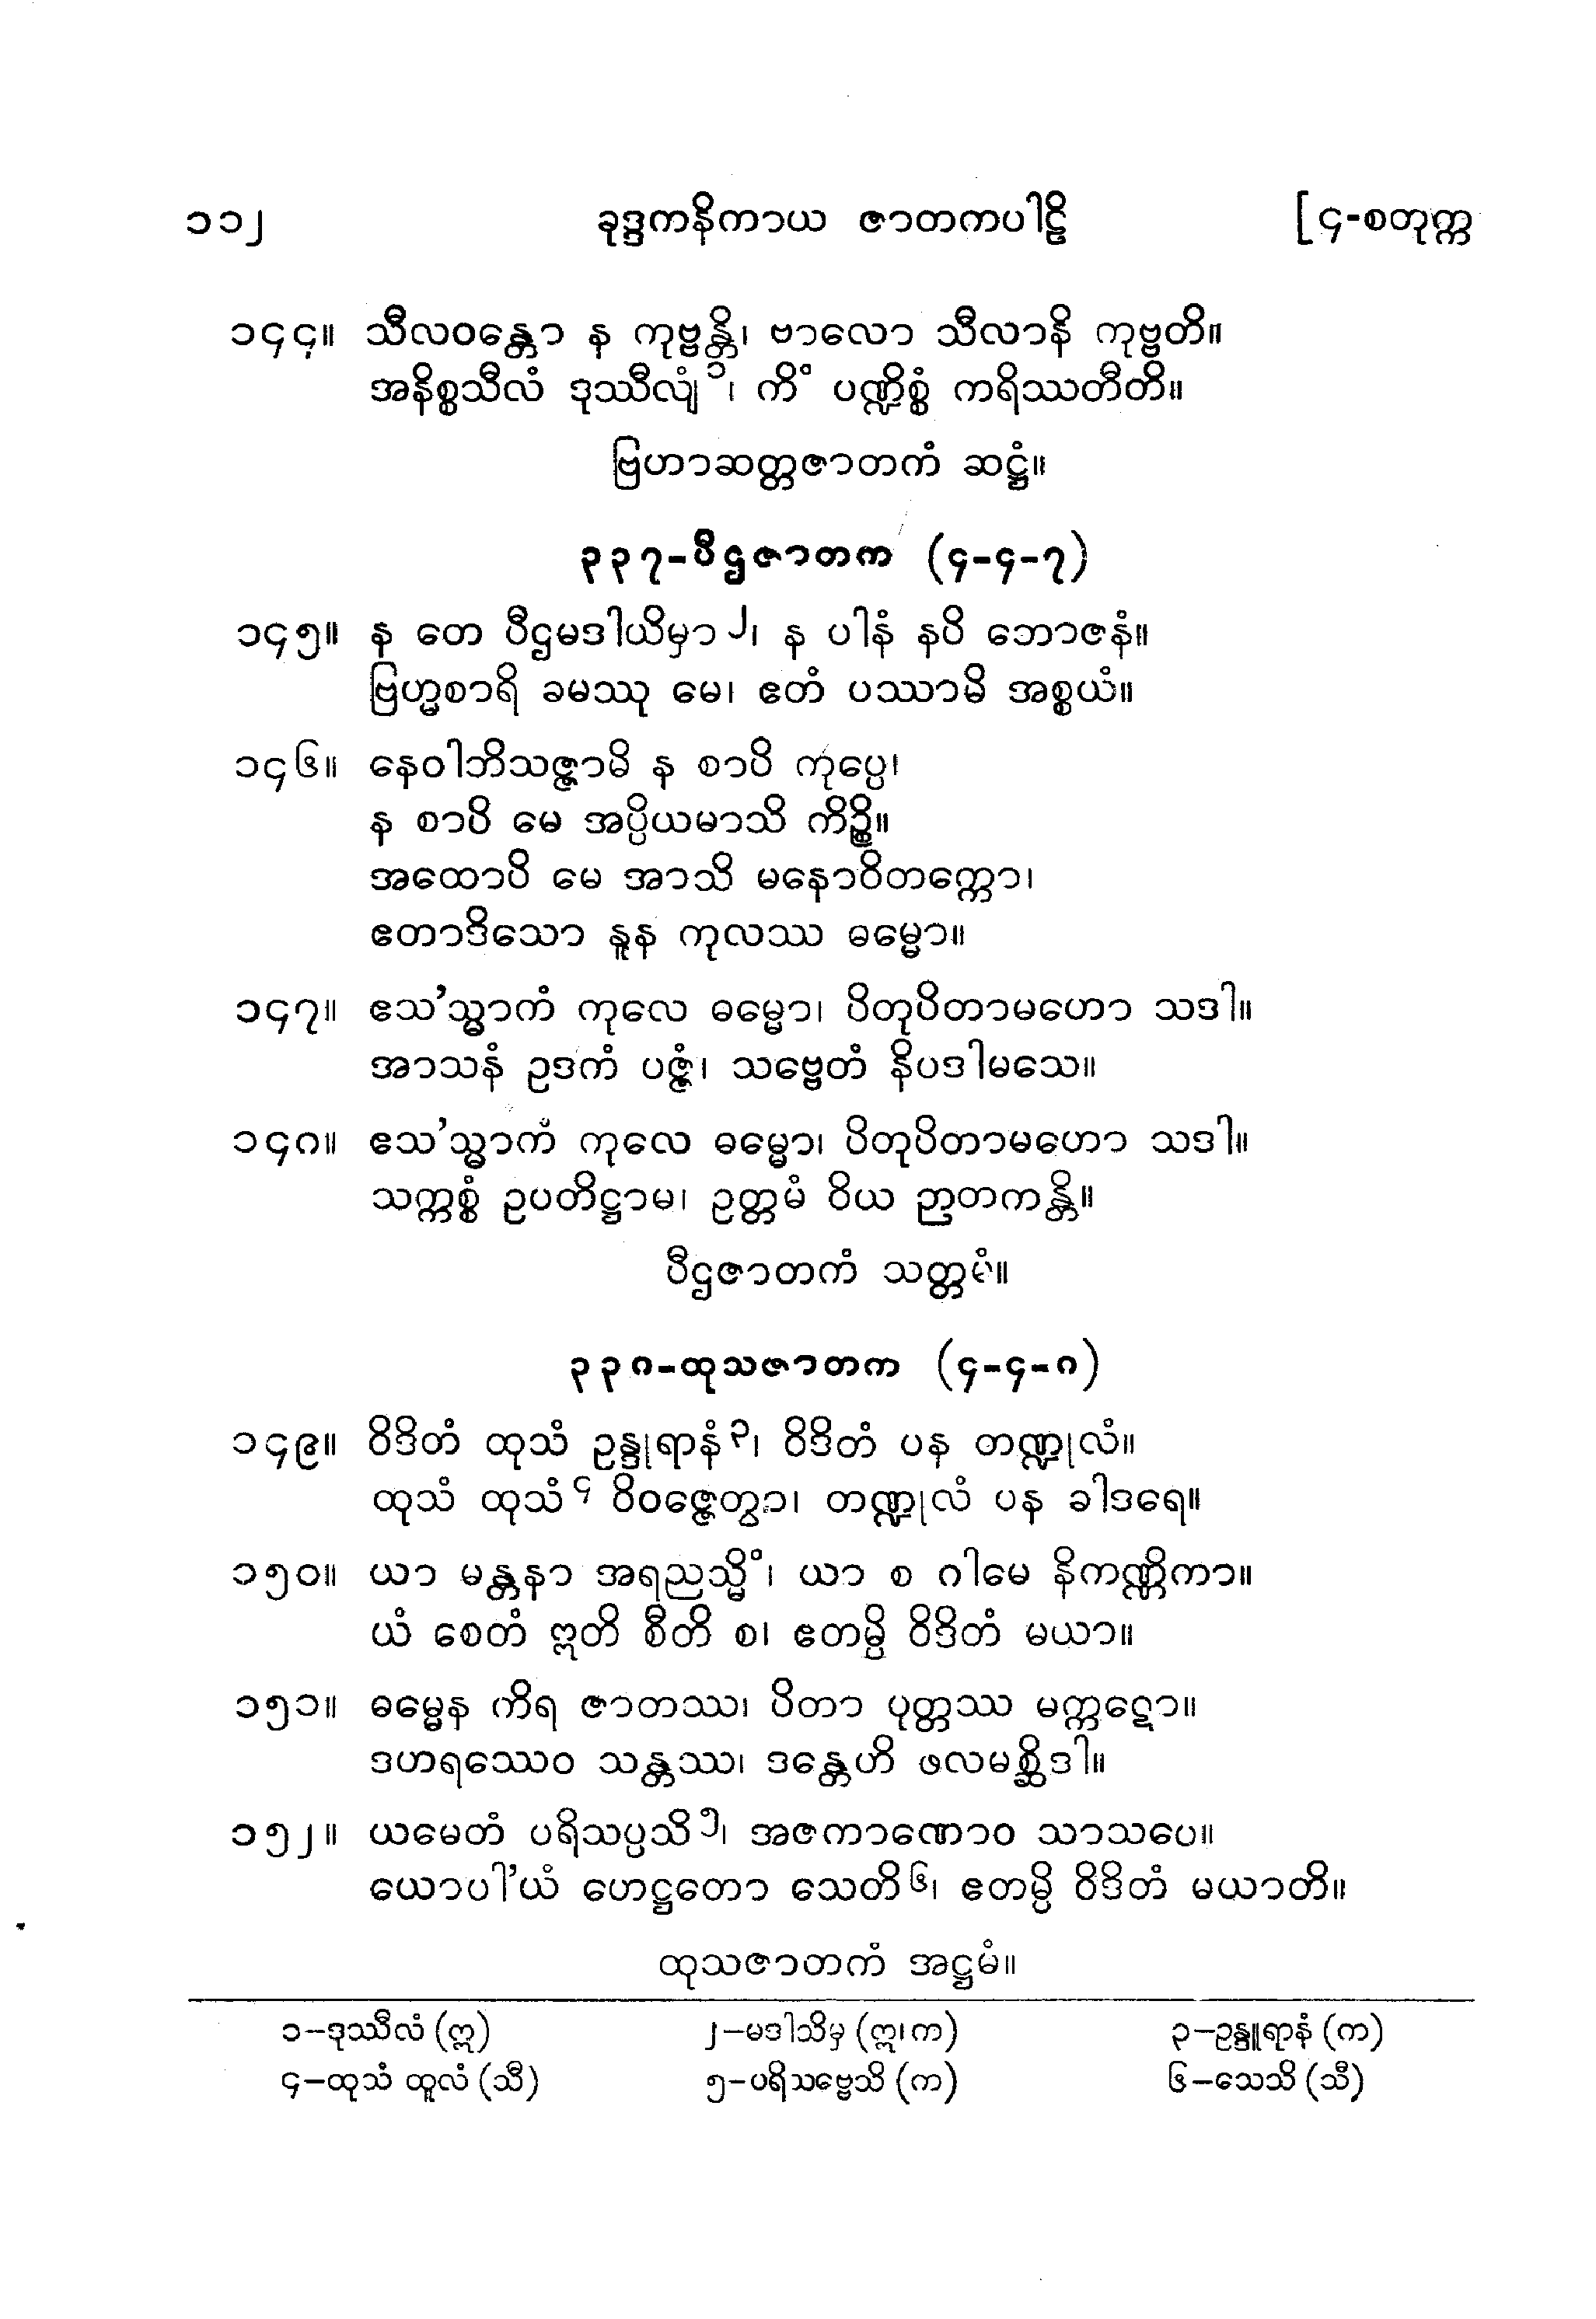 ၁၁၂ ခုဒ္ဒကနိကာယ ဇာတကပါဠိ [၄-စတုက္က
၁၄၄။ သီလဝန္တော န ကုဗ္ဗန္တိ၊ ဗာလော သီလာနိ ကုဗ္ဗတိ။
အနိစ္စသီလံ ဒုဿီလျံ၁၊ ကိံ ပဏ္ဍိစ္စံ ကရိဿတီတိ။
ဗြဟာဆတ္တဇာတကံ ဆဋ္ဌံ။
၃၃၇-ပီဌဇာတက (၄-၄-၇)
၁၄၅။ န တေ ပီဌမဒါယိမှာ၂၊ န ပါနံ နပိ ဘောဇနံ။
ဗြဟ္မစာရိ ခမဿု မေ၊ ဧတံ ပဿာမိ အစ္စယံ။
၁၄၆။ နေဝါဘိသဇ္ဇာမိ န စာပိ ကုပ္ပေ၊
န စာပိ မေ အပ္ပိယမာသိ ကိဉ္စိ။
အထောပိ မေ အာသိ မနောဝိတက္ကော၊
ဧတာဒိသော နူန ကုလဿ ဓမ္မော။
၁၄၇။ ဧသ'သ္မာကံ ကုလေ ဓမ္မော၊ ပိတုပိတာမဟော သဒါ။
အာသနံ ဥဒကံ ပဇ္ဇံ၊ သဗ္ဗေတံ နိပဒါမသေ။
၁၄၈။ ဧသ'သ္မာကံ ကုလေ ဓမ္မော၊ ပိတုပိတာမဟော သဒါ။
သက္ကစ္စံ ဥပတိဋ္ဌာမ၊ ဥတ္တမံ ဝိယ ဉာတကန္တိ။
ပီဌဇာတကံ သတ္တမံ။
၃၃၈-ထုသဇာတက (၄-၄-၈)
၁၄၉။ ဝိဒိတံ ထုသံ ဥန္ဒုရာနံ၃၊ ဝိဒိတံ ပန တဏ္ဍုလံ။
ထုသံ ထုသံ၄ ဝိဝဇ္ဇေတွာ၊ တဏ္ဍုလံ ပန ခါဒရေ။
၁၅၀။ ယာ မန္တနာ အရညသ္မိံ၊ ယာ စ ဂါမေ နိကဏ္ဏိကာ။
ယံ စေတံ ဣတိ စီတိ စ၊ ဧတမ္ပိ ဝိဒိတံ မယာ။
၁၅၁။ ဓမ္မေန ကိရ ဇာတဿ၊ ပိတာ ပုတ္တဿ မက္ကဋော။
ဒဟရဿေဝ သန္တဿ၊ ဒန္တေဟိ ဖလမစ္ဆိဒါ။
၁၅၂။ ယမေတံ ပရိသပ္ပသိ၅၊ အဇကာဏောဝ သာသပေ။
ယောပါ'ယံ ဟေဋ္ဌတော သေတိ၆၊ ဧတမ္ပိ ဝိဒိတံ မယာတိ။
ထုသဇာတကံ အဋ္ဌမံ။
၁-ဒုဿီလံ (ဣ) ၂-မဒါသိမှ (ဣ၊က) ၃-ဥန္ဒူရာနံ (က)
၄-ထုသံ ထူလံ (သီ) ၅-ပရိသဗ္ဗေသိ (က) ၆-သေသိ (သီ)